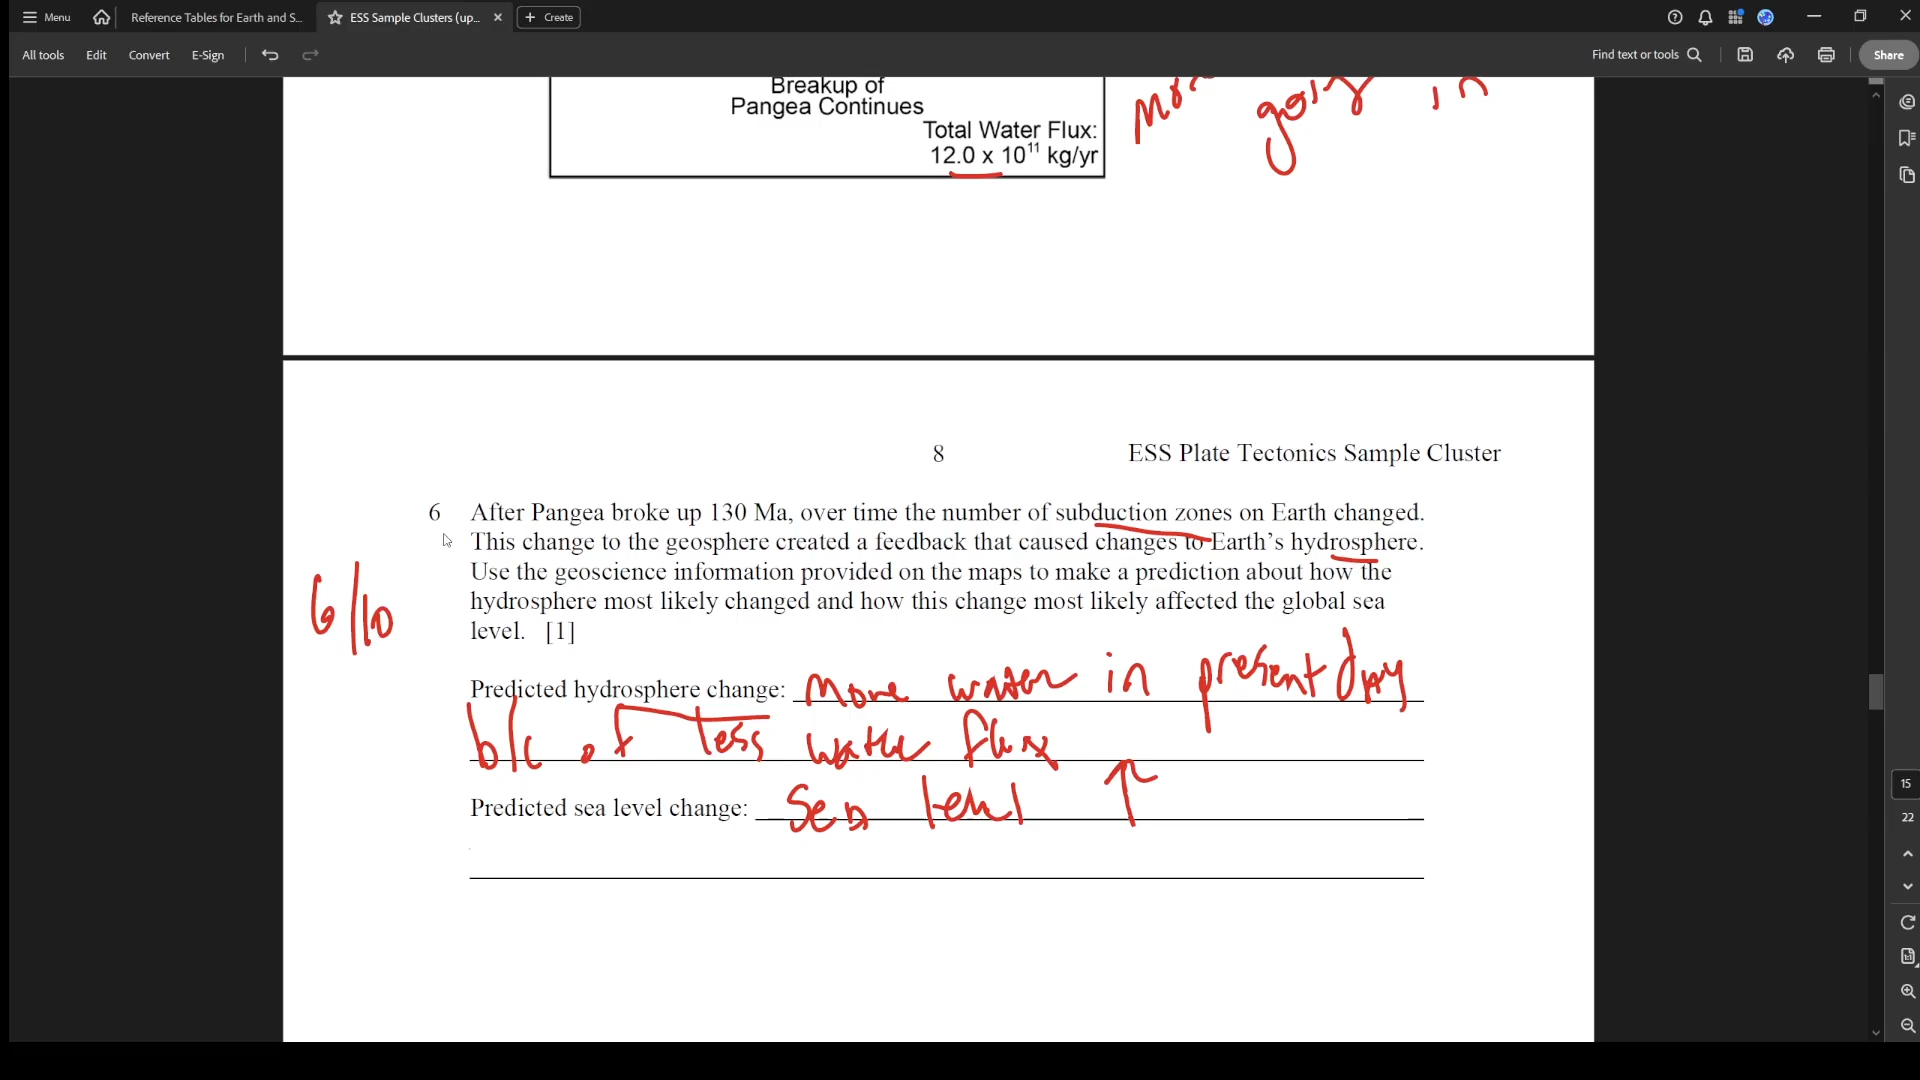 Menu
Reference Tables for Earth and S...
ESS Sample Clusters (up...
Create
All tools
Edit
Convert
E-Sign
Find text or tools
Share
Breakup of
Pangea Continues
Total Water Flux:
12.0 x 10¹¹ kg/yr
going in
8
ESS Plate Tectonics Sample Cluster
6 After Pangea broke up 130 Ma, over time the number of subduction zones on Earth changed.
This change to the geosphere created a feedback that caused changes to Earth's hydrosphere.
Use the geoscience information provided on the maps to make a prediction about how the
hydrosphere most likely changed and how this change most likely affected the global sea
level. [1]
6/10
Predicted hydrosphere change: more water in present day
b/c of less water flux
Predicted sea level change: Sea level ↑
15
22